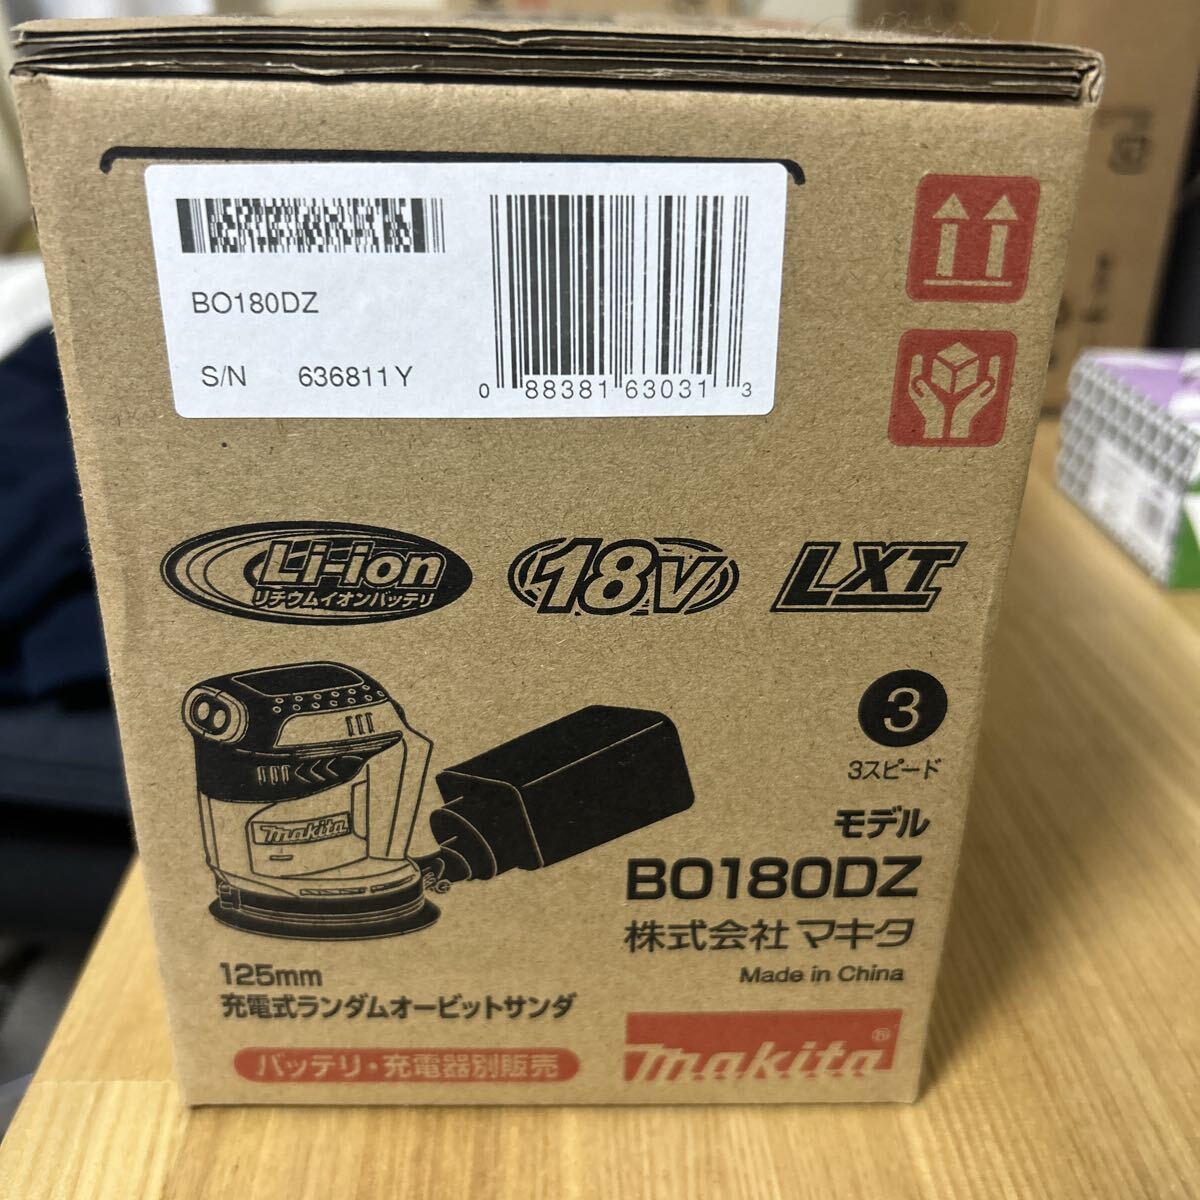 BO180DZ
S/N 636811Y
0 88381 63031 3
Li-ion
リチウムイオンバッテリ
18V
LXT
3
3スピード
makita
モデル
BO180DZ
株式会社マキタ
Made in China
125mm
充電式ランダムオービットサンダ
バッテリ・充電器別販売
makita®